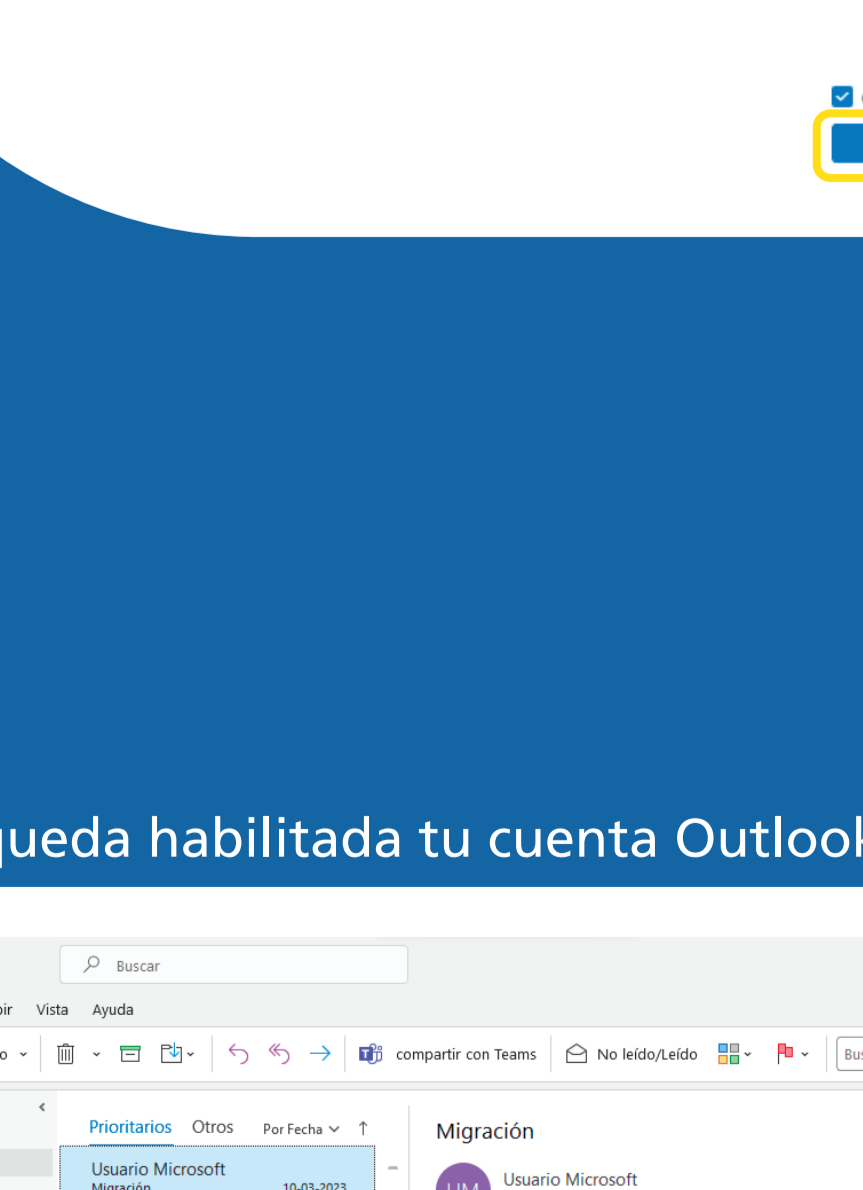 queda habilitada tu cuenta Outlook
Buscar
Vista Ayuda
compartir con Teams No leído/Leído
Prioritarios Otros Por Fecha
Migración
Usuario Microsoft
Usuario Microsoft
Migración 10-03-2023
UM